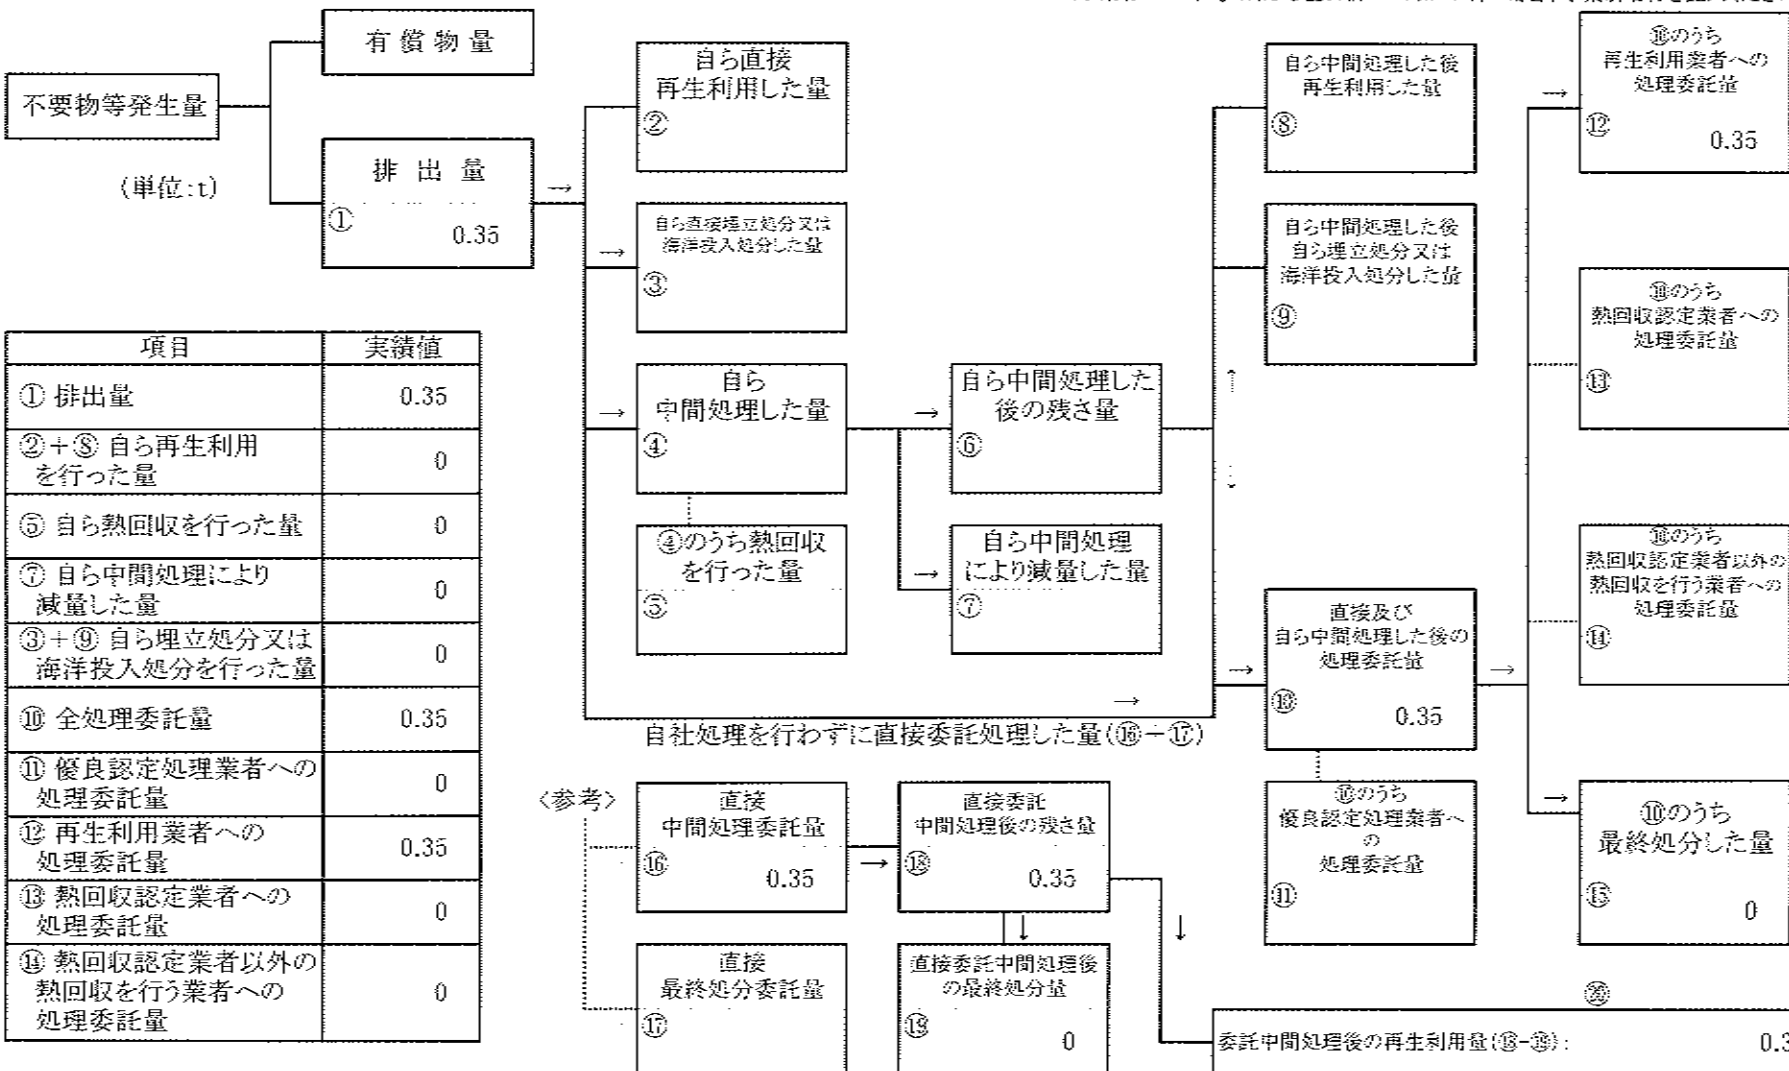 有 償 物 量
不要物等発生量
(単位:t)
排 出 量
①
0.35
→
自ら直接
再生利用した量
②
→
自ら直接埋立処分又は
海洋投入処分した量
③
→
自ら
中間処理した量
④
④のうち熱回収
を行った量
⑤
→
自ら中間処理した
後の残さ量
⑥
→
自ら中間処理
により減量した量
⑦
自ら中間処理した後
再生利用した量
⑧
自ら中間処理した後
自ら埋立処分又は
海洋投入処分した量
⑨
→
自社処理を行わずに直接委託処理した量(⑯+⑰)
→
直接及び
自ら中間処理した後の
処理委託量
⑩
0.35
→
⑩のうち
優良認定処理業者へ
の
処理委託量
⑪
→
⑩のうち
再生利用業者への
処理委託量
⑫
0.35
⑩のうち
熱回収認定業者への
処理委託量
⑬
⑩のうち
熱回収認定業者以外の
熱回収を行う業者への
処理委託量
⑭
→
⑩のうち
最終処分した量
⑮
0
項目 実績値
① 排出量 0.35
②+⑧ 自ら再生利用
を行った量 0
⑤ 自ら熱回収を行った量 0
⑦ 自ら中間処理により
減量した量 0
③+⑨ 自ら埋立処分又は
海洋投入処分を行った量 0
⑩ 全処理委託量 0.35
⑪ 優良認定処理業者への
処理委託量 0
⑫ 再生利用業者への
処理委託量 0.35
⑬ 熱回収認定業者への
処理委託量 0
⑭ 熱回収認定業者以外の
熱回収を行う業者への
処理委託量 0
〈参考〉
直接
中間処理委託量
⑯
0.35
→
直接委託
中間処理後の残さ量
⑱
0.35
↓
↓
直接
最終処分委託量
⑰
直接委託中間処理後
の最終処分量
⑲
0
⑳
委託中間処理後の再生利用量(⑱-⑲):